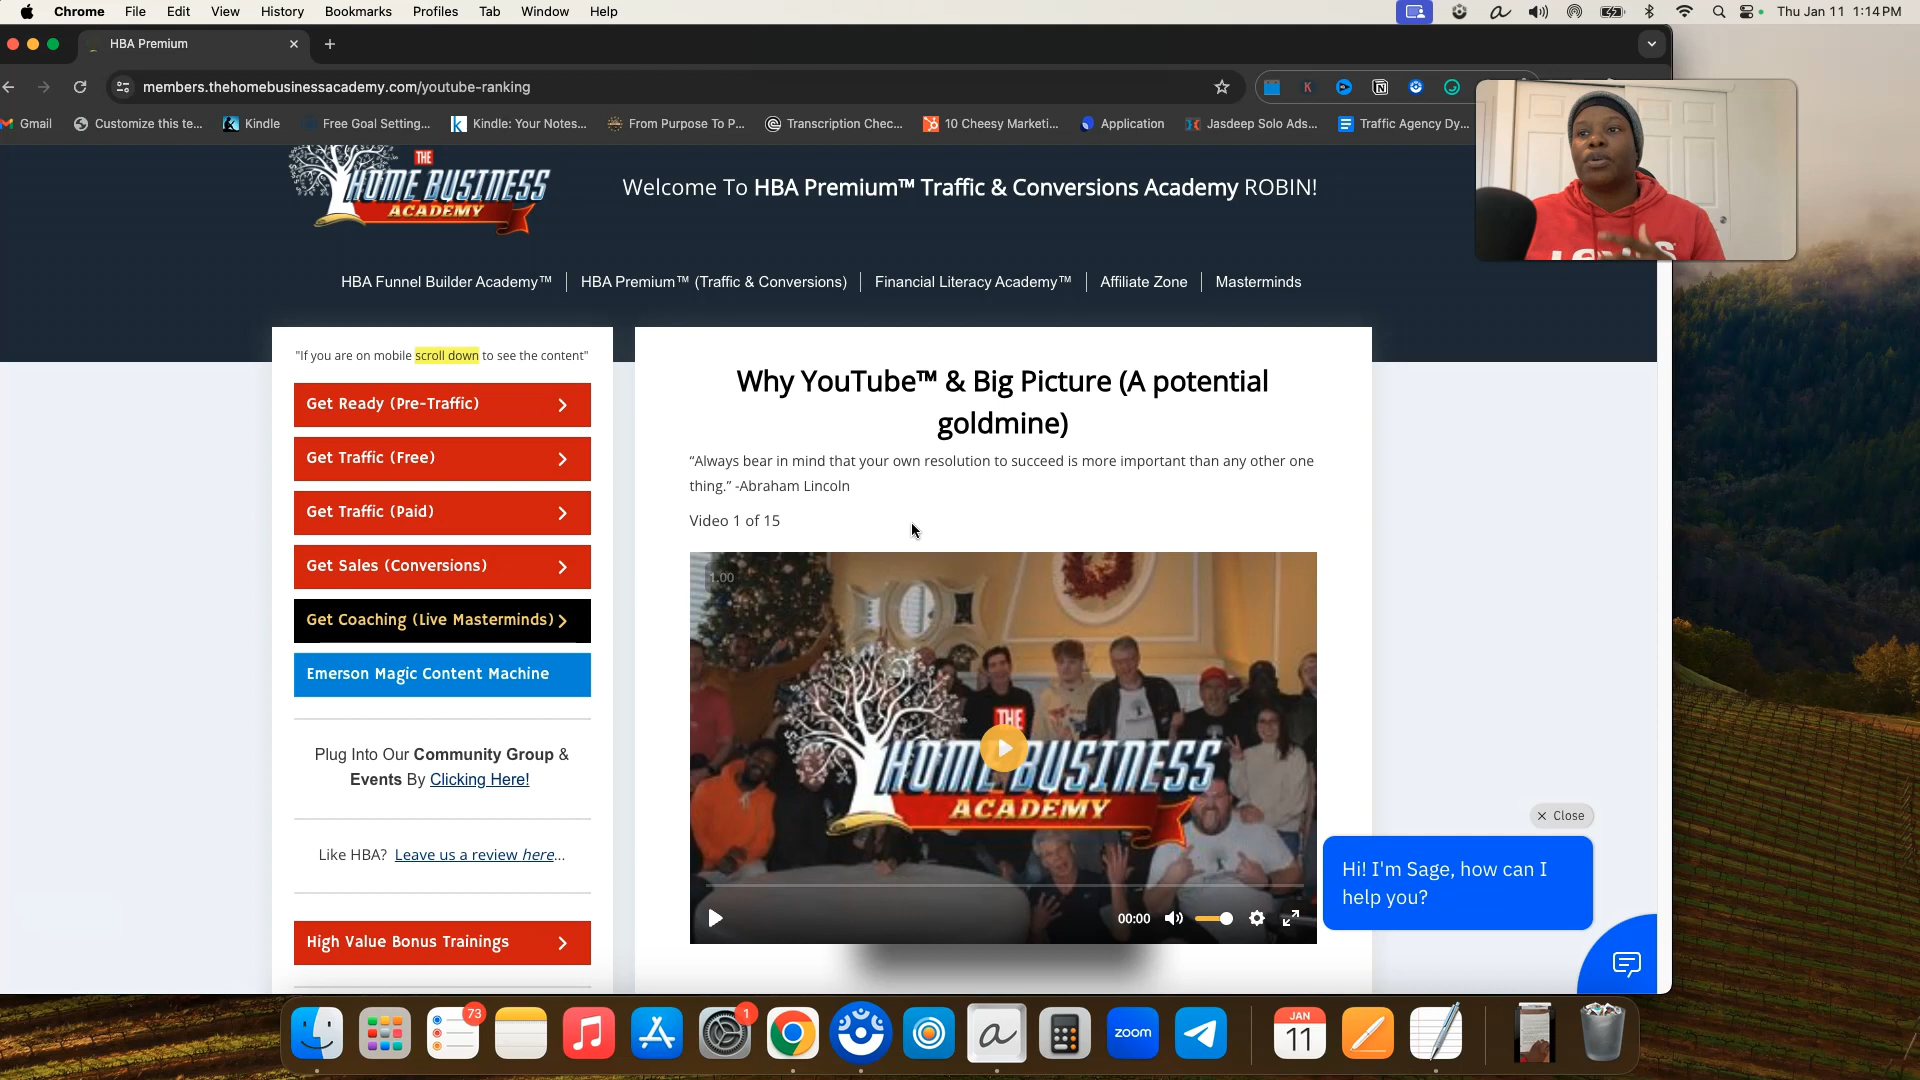 Chrome File Edit View History Bookmarks Profiles Tab Window Help
Thu Jan 11 1:14 PM
HBA Premium
members.thehomebusinessacademy.com/youtube-ranking
K
Gmail
Customize this te...
Kindle
Free Goal Setting...
Kindle: Your Notes...
From Purpose To P...
Transcription Chec...
10 Cheesy Marketi...
Application
Jasdeep Solo Ads...
Traffic Agency Dy...
THE
HOME BUSINESS
ACADEMY
Welcome To HBA Premium™ Traffic & Conversions Academy ROBIN!
HBA Funnel Builder Academy™
HBA Premium™ (Traffic & Conversions)
Financial Literacy Academy™
Affiliate Zone
Masterminds
"If you are on mobile scroll down to see the content"
Get Ready (Pre-Traffic)
Get Traffic (Free)
Get Traffic (Paid)
Get Sales (Conversions)
Get Coaching (Live Masterminds)
Emerson Magic Content Machine
Plug Into Our Community Group &
Events By Clicking Here!
Like HBA? Leave us a review here...
High Value Bonus Trainings
Why YouTube™ & Big Picture (A potential
goldmine)
“Always bear in mind that your own resolution to succeed is more important than any other one
thing.” -Abraham Lincoln
Video 1 of 15
1.00
THE
HOME BUSINESS
ACADEMY
00:00
Close
Hi! I'm Sage, how can I
help you?
73
1
zoom
JAN
11